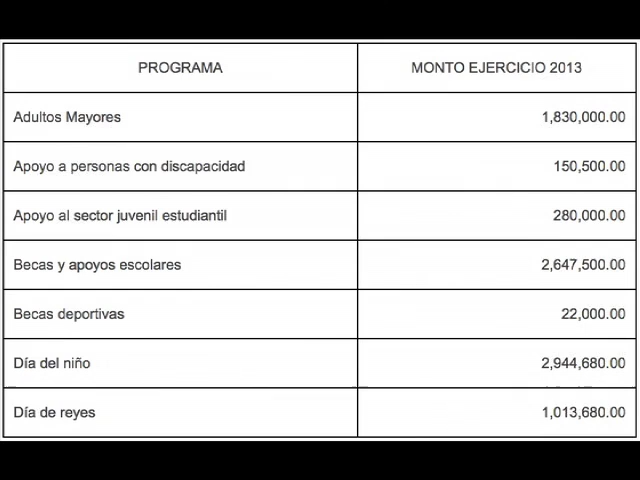 PROGRAMA MONTO EJERCICIO 2013
Adultos Mayores 1,830,000.00
Apoyo a personas con discapacidad 150,500.00
Apoyo al sector juvenil estudiantil 280,000.00
Becas y apoyos escolares 2,647,500.00
Becas deportivas 22,000.00
Día del niño 2,944,680.00
Día de reyes 1,013,680.00